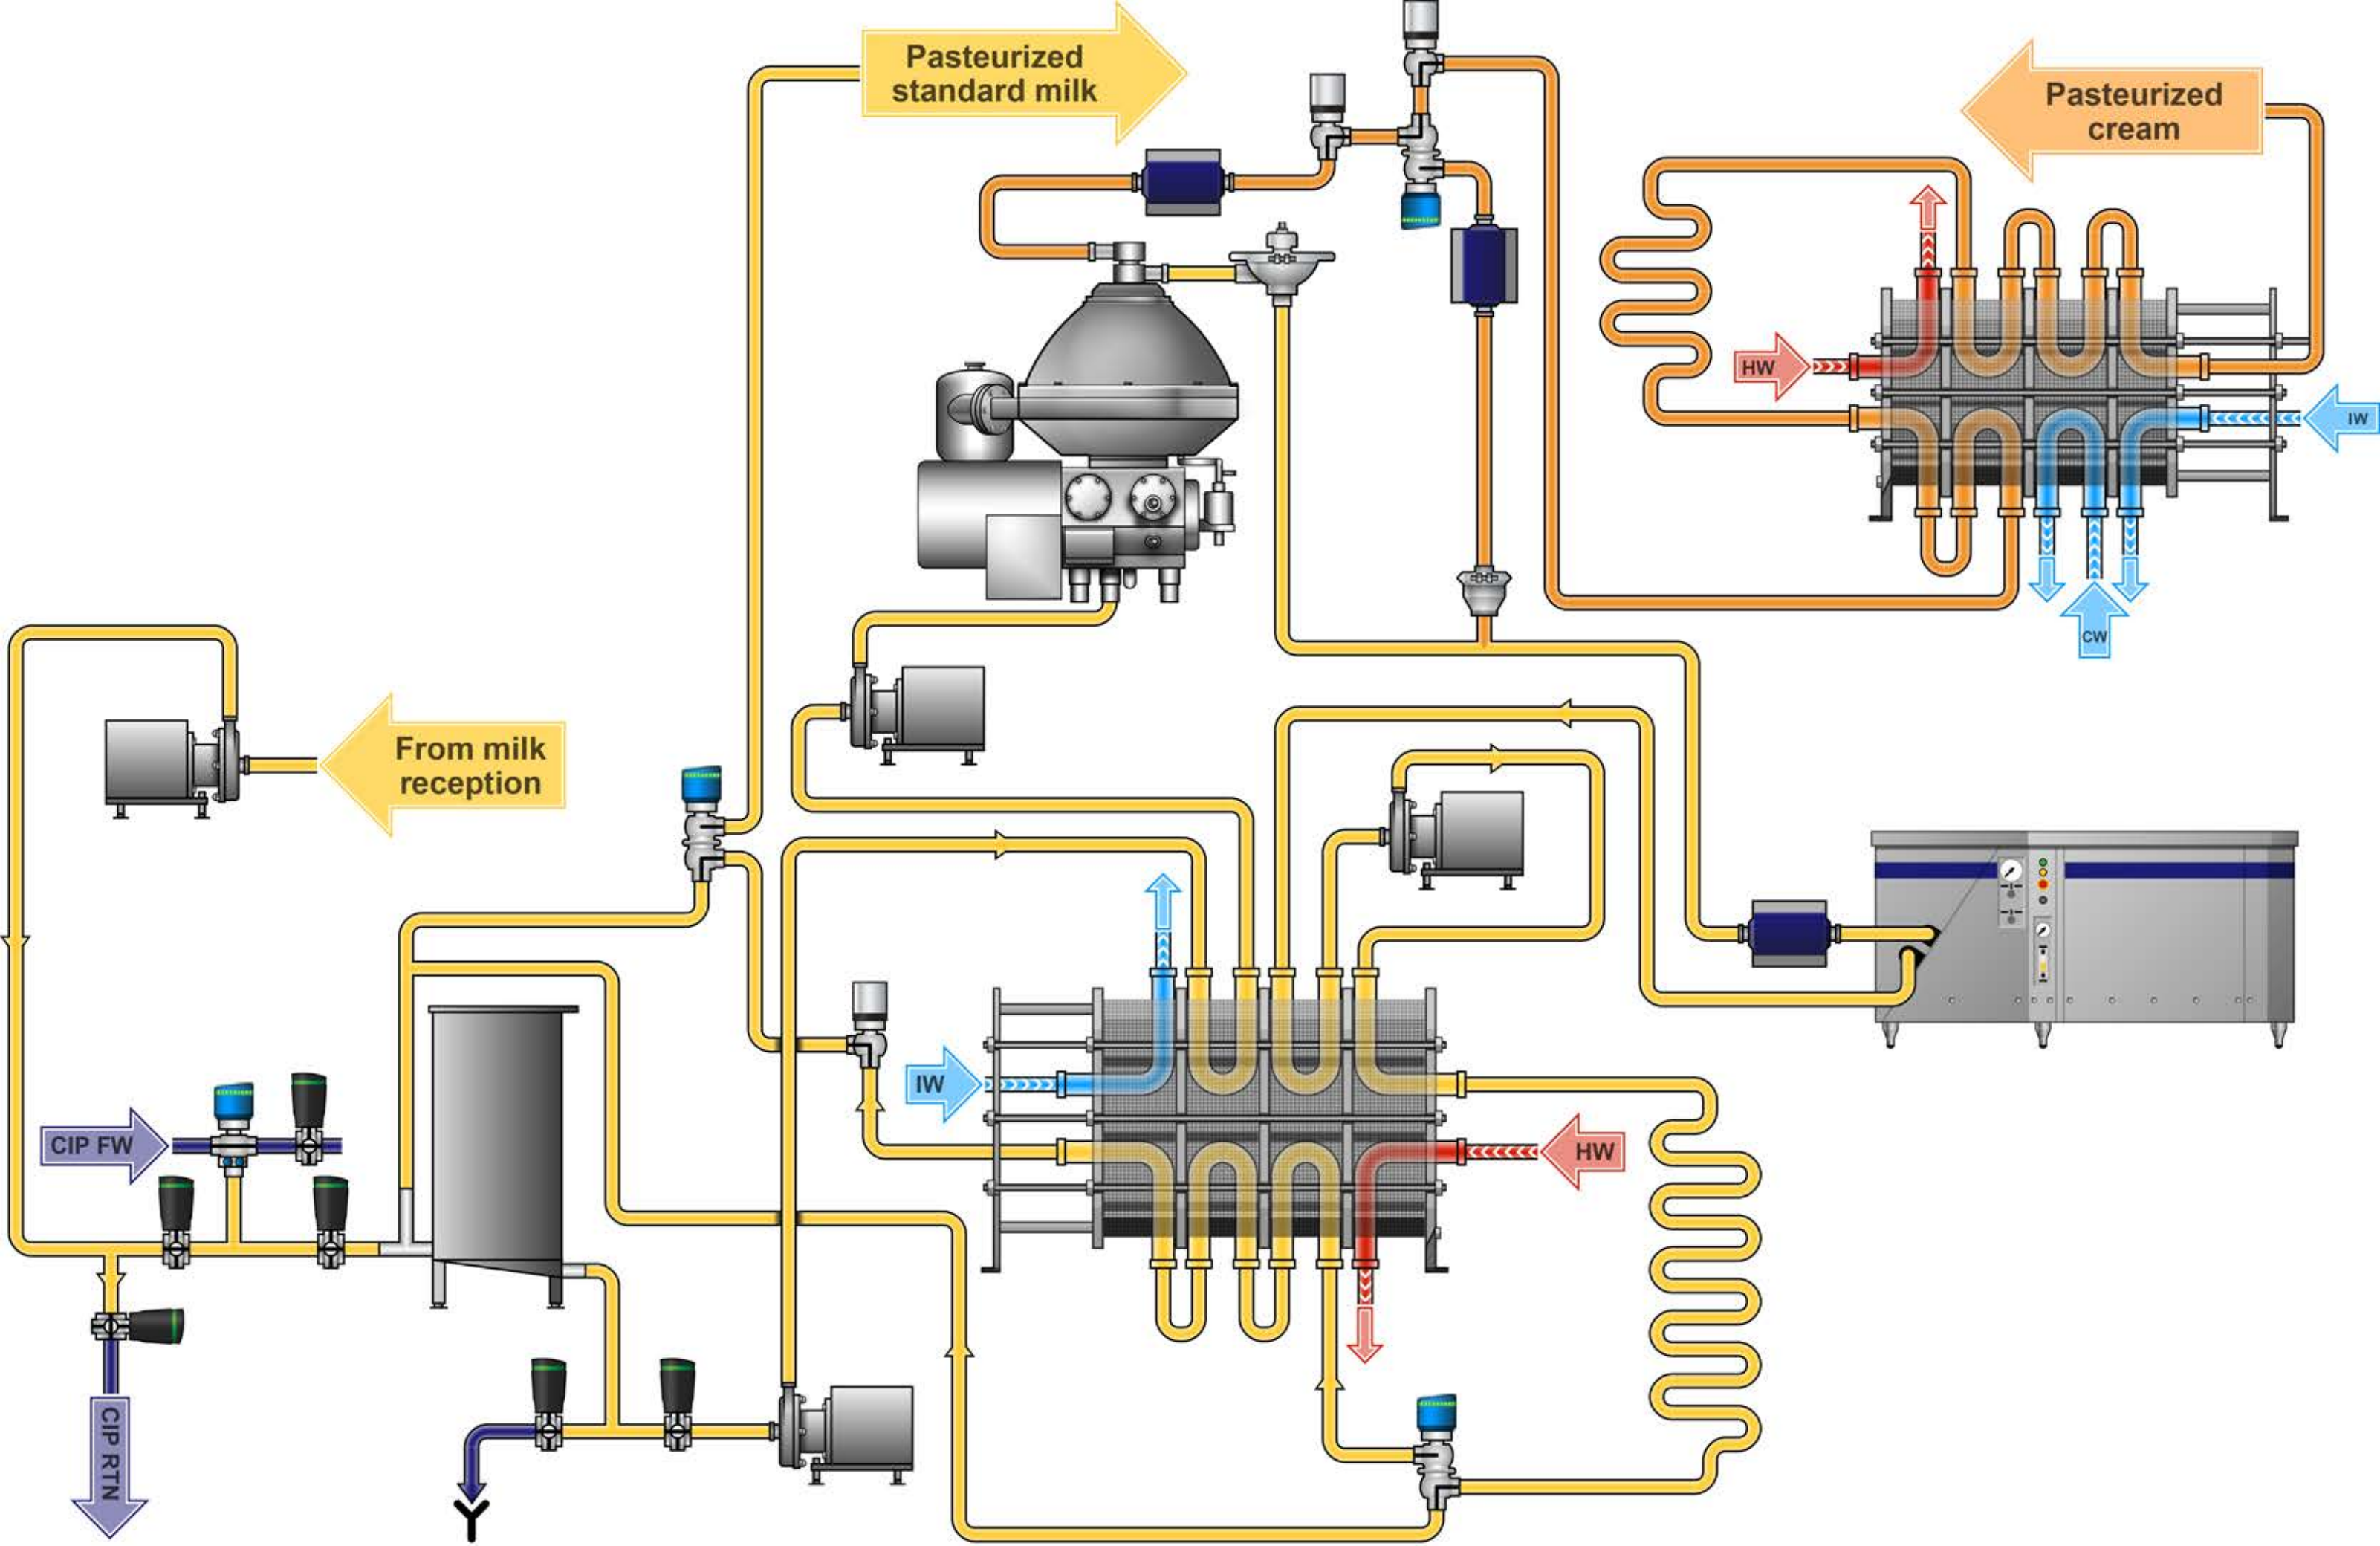 Pasteurized
standard milk
Pasteurized
cream
HW
IW
CW
From milk
reception
IW
HW
CIP FW
CIP RTN